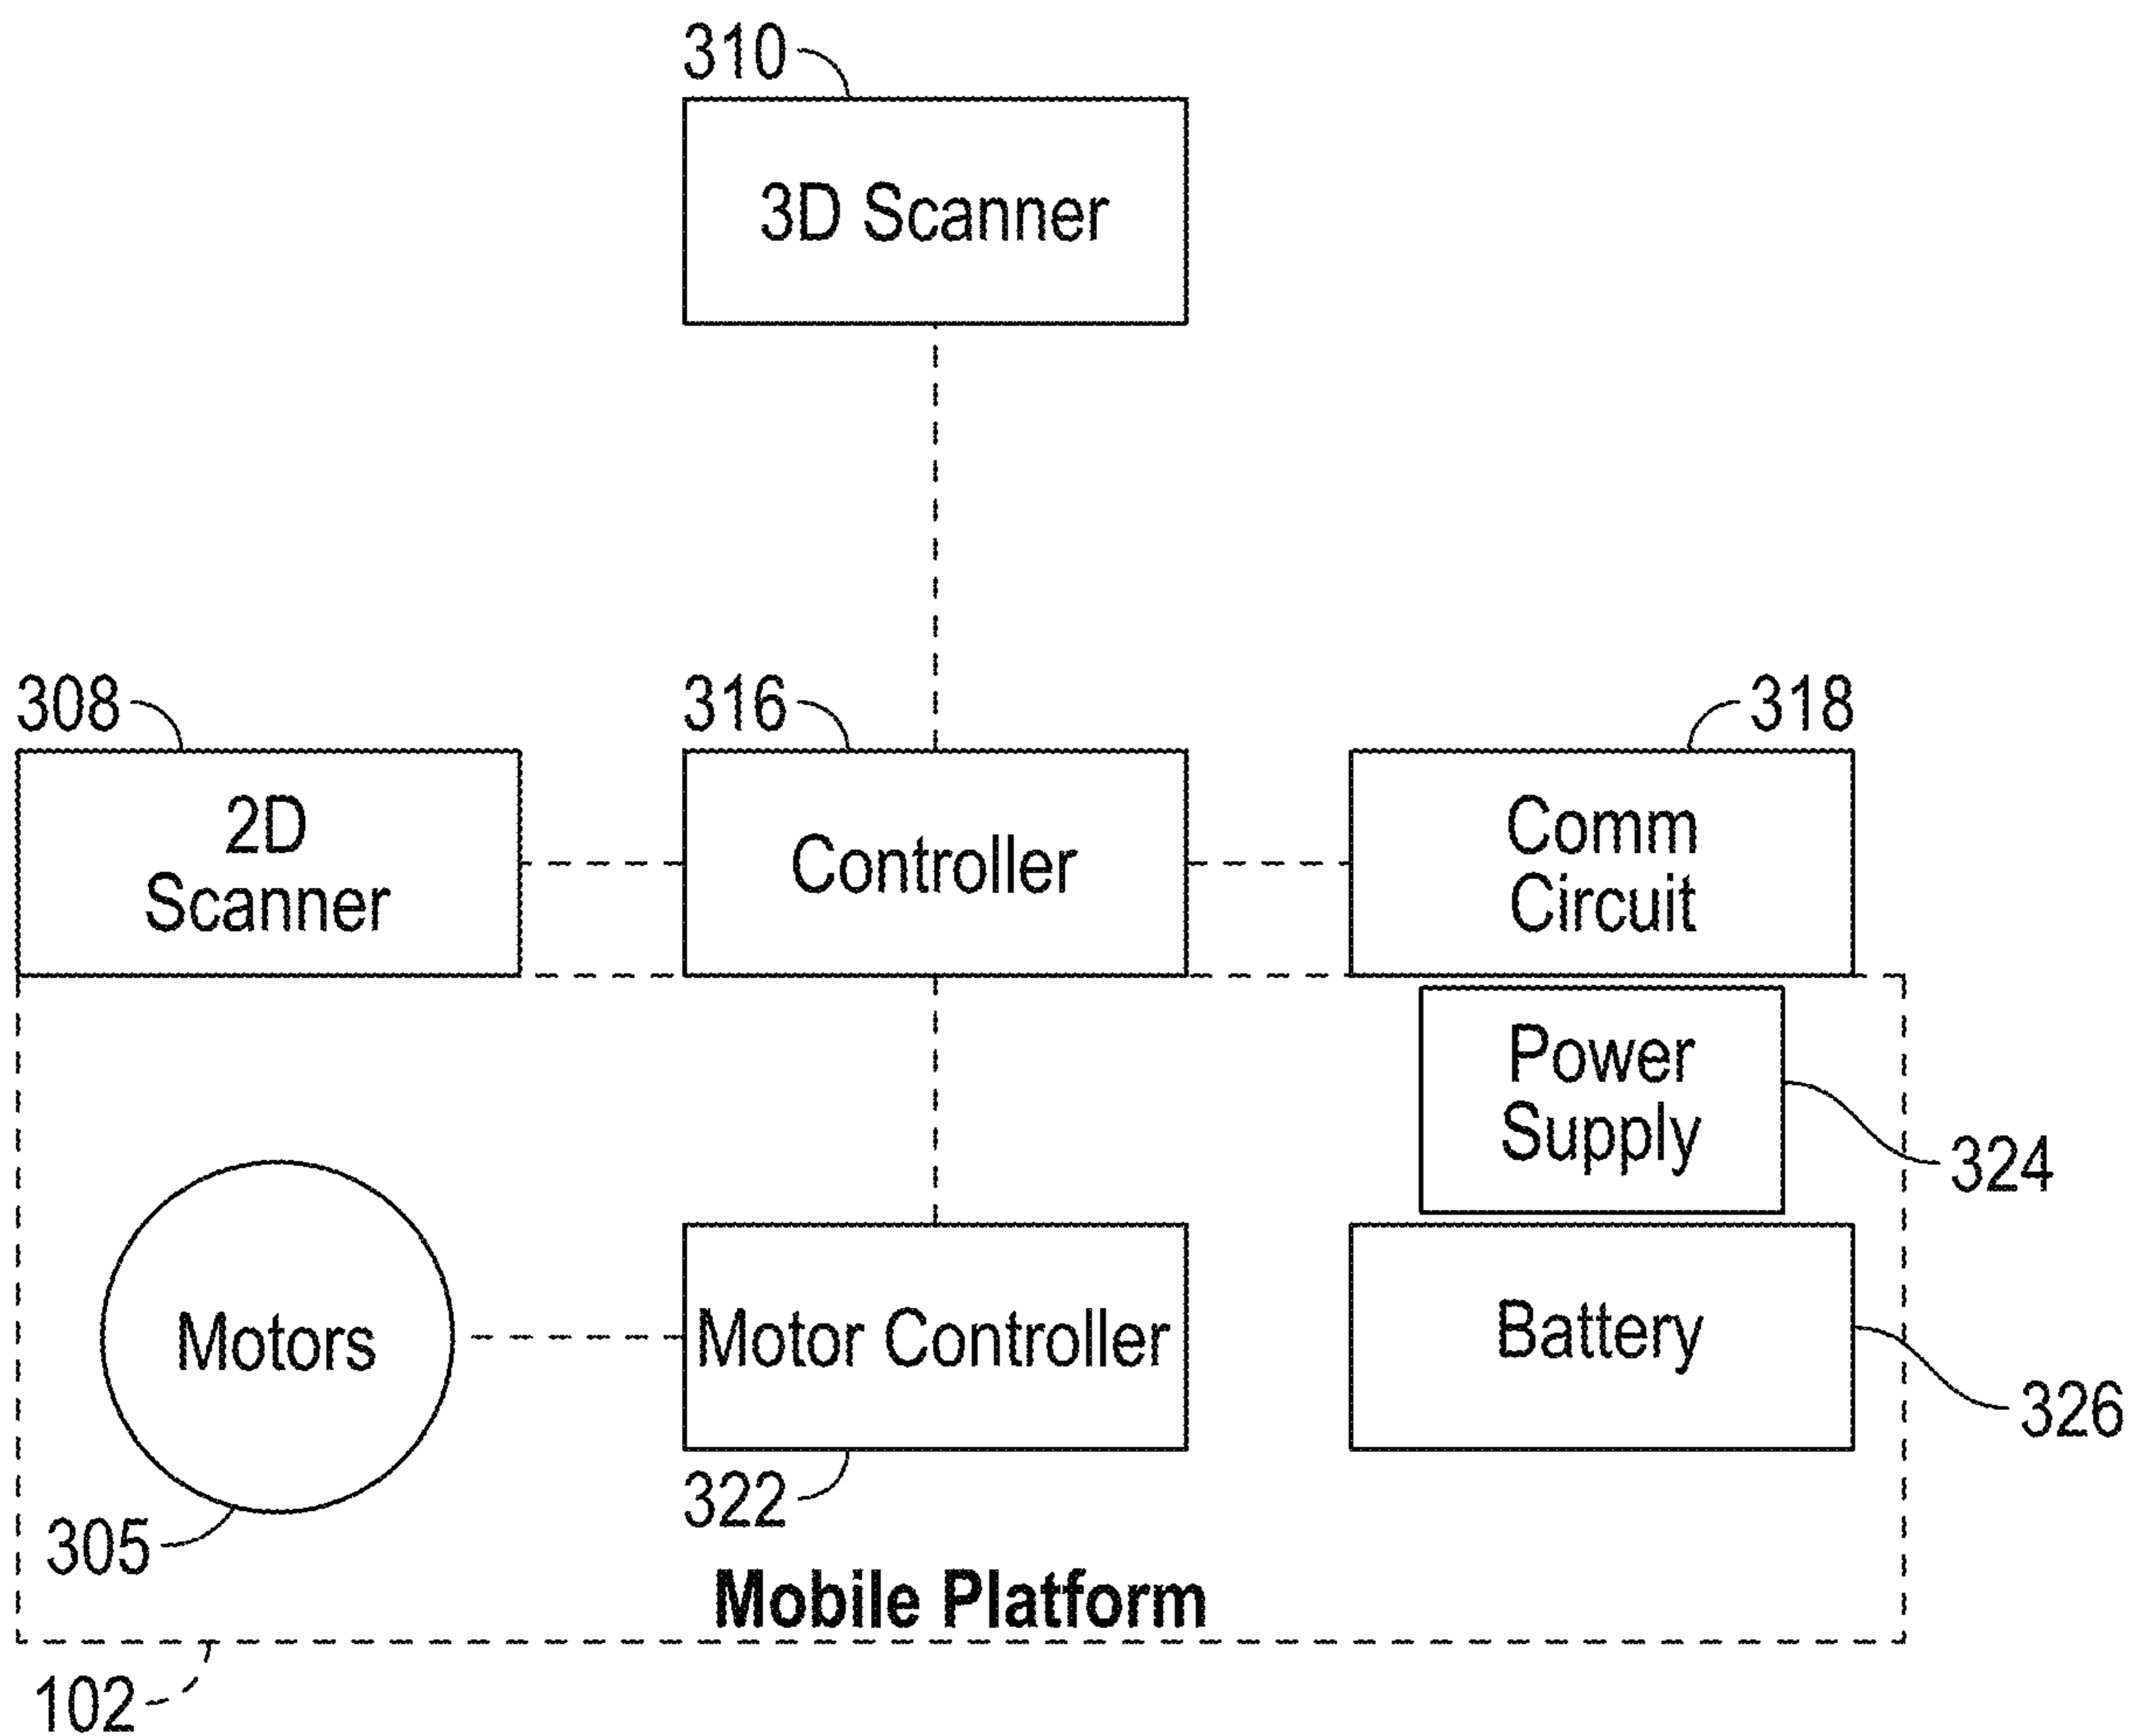 310
3D Scanner
308
316
318
2D
Scanner
Controller
Comm
Circuit
Power
Supply
324
Motors
Motor Controller
Battery
326
322
305
Mobile Platform
102